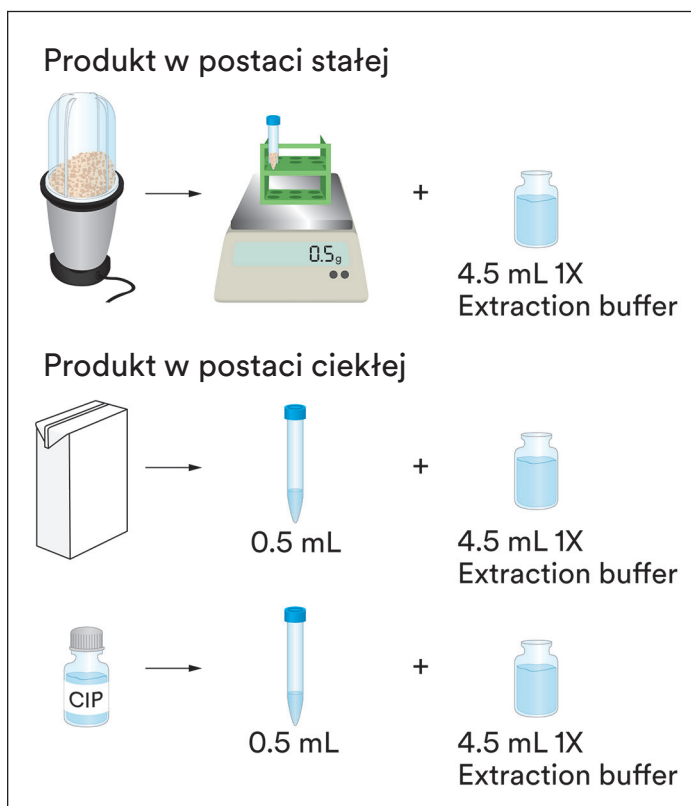 Produkt w postaci stałej
0.5g
+
4.5 mL 1X
Extraction buffer
Produkt w postaci ciekłej
+
0.5 mL
4.5 mL 1X
Extraction buffer
CIP
+
0.5 mL
4.5 mL 1X
Extraction buffer